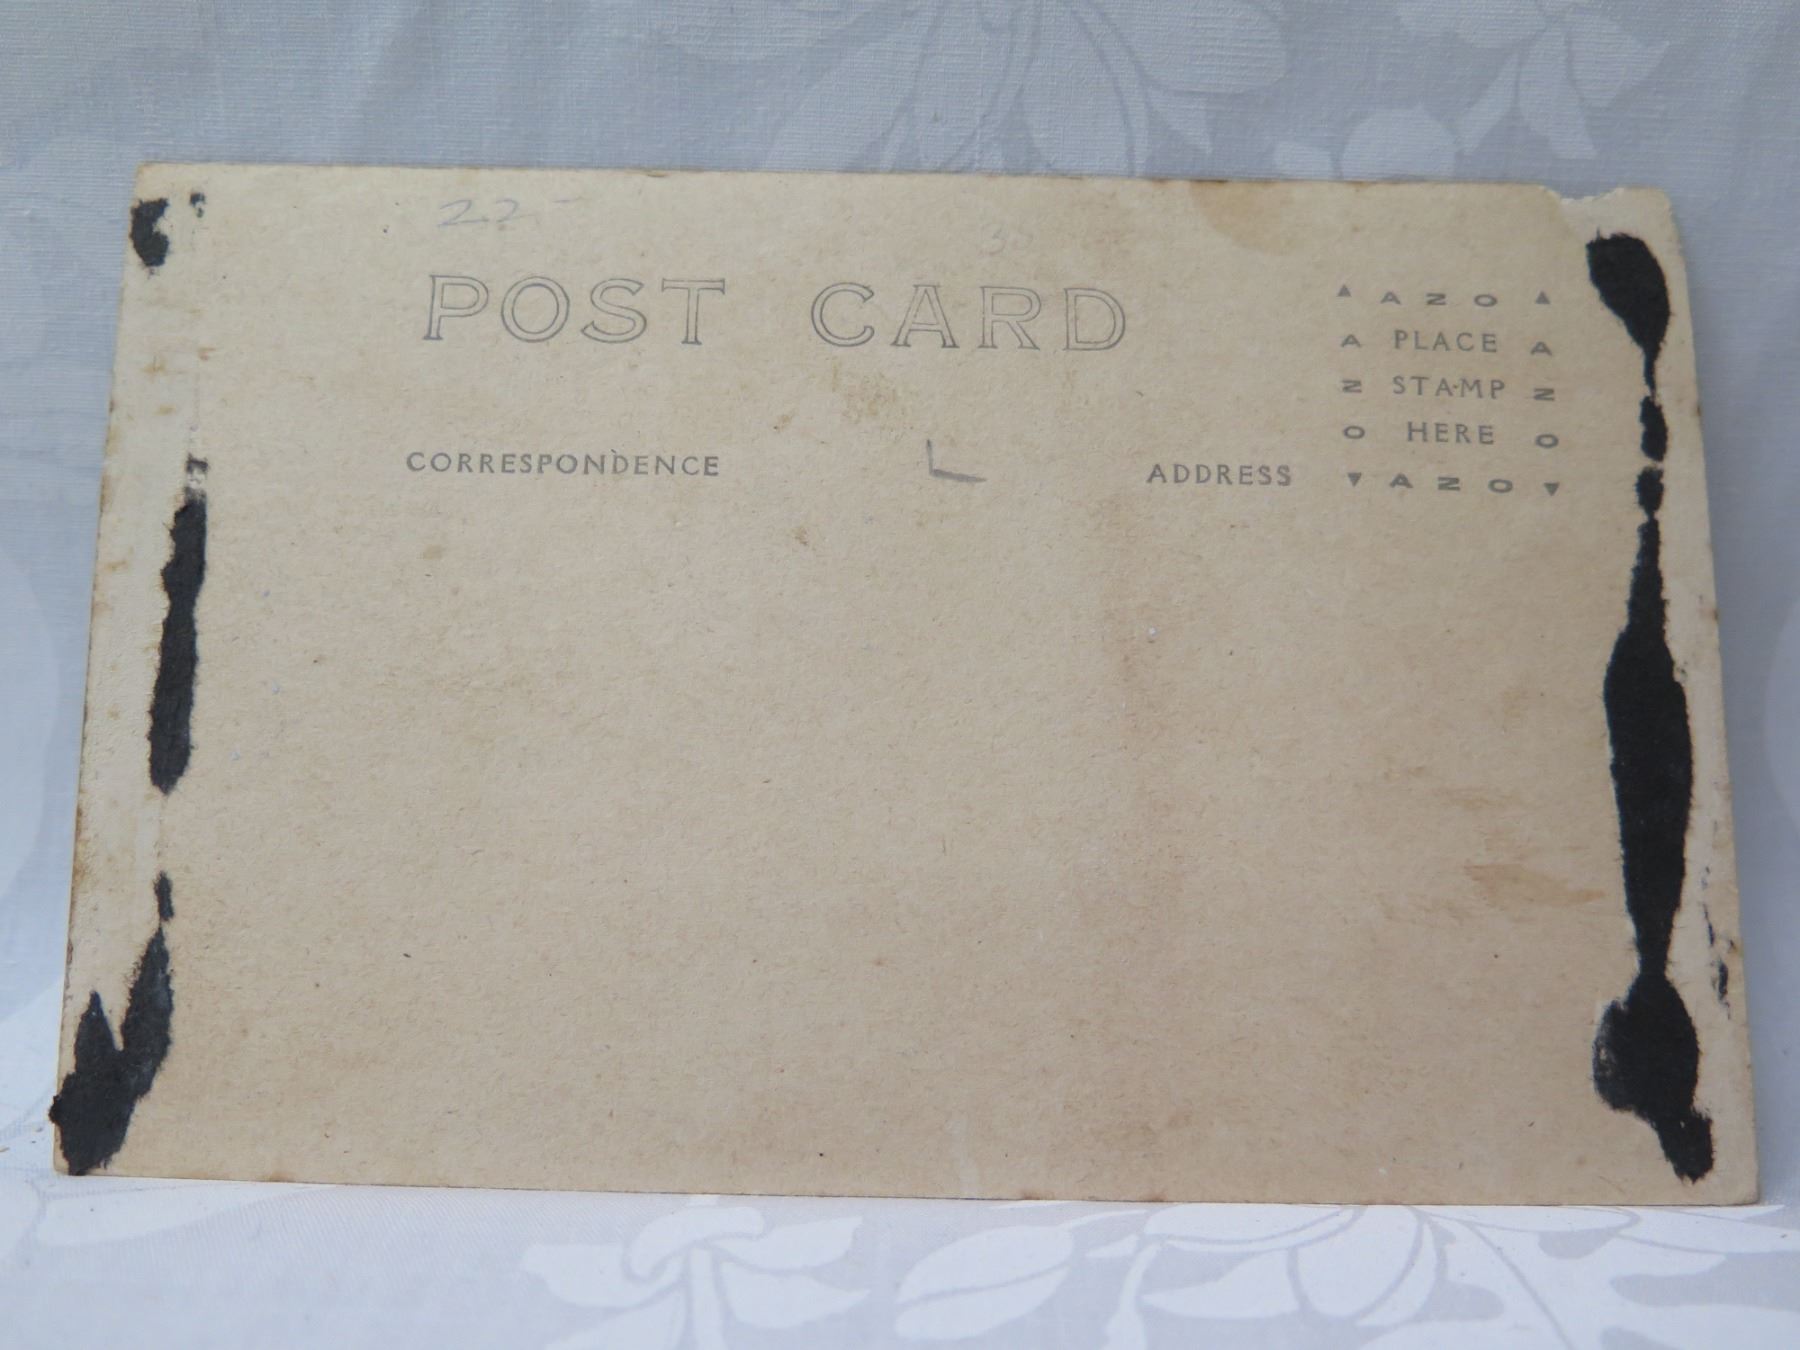 22-
POST CARD
▲ AZO ▲
A PLACE A
Z STAMP Z
O HERE O
▼ AZO ▼
CORRESPONDENCE
ADDRESS